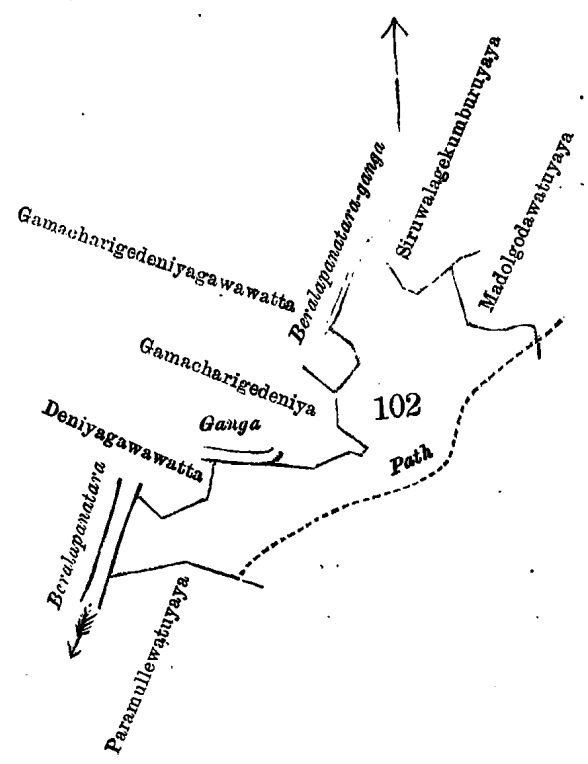 Siruwalagekumburuyaya
Madolgodawatuyaya
Beralapanatara-ganga
Gamacharigedeniyagawawatta
Gamacharigedeniya
102
Ganga
Deniyagawawatta
Path
Beralapanatara
Paramullewatuyaya